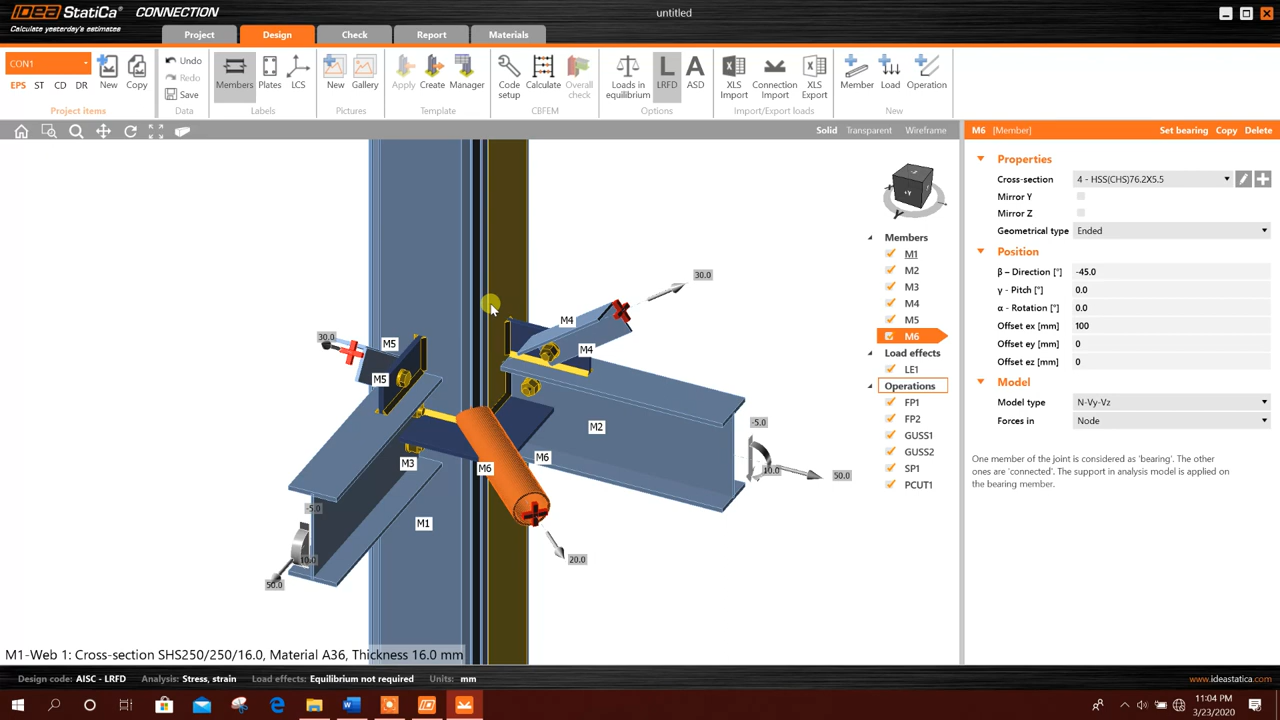 IDEA StatiCa CONNECTION
Calculate yesterday's estimates
untitled
Project
Design
Check
Report
Materials
CON1
EPS ST CD DR
New
Copy
Undo
Redo
Save
Members
Plates
LCS
New
Gallery
Apply
Create
Manager
Code setup
Calculate
Overall check
Loads in equilibrium
LRFD
ASD
XLS Import
Connection Import
XLS Export
Member
Load
Operation
Project items
Data
Labels
Pictures
Template
CBFEM
Options
Import/Export loads
New
Solid
Transparent
Wireframe
M6 [Member]
Set bearing
Copy
Delete
Properties
Cross-section
4 - HSS(CHS)76.2X5.5
Mirror Y
Mirror Z
Geometrical type
Ended
Position
β – Direction [°]
-45.0
γ - Pitch [°]
0.0
α - Rotation [°]
0.0
Offset ex [mm]
100
Offset ey [mm]
0
Offset ez [mm]
0
Model
Model type
N-Vy-Vz
Forces in
Node
One member of the joint is considered as 'bearing'. The other
ones are 'connected'. The support in analysis model is applied on
the bearing member.
+Y
Members
M1
M2
M3
M4
M5
M6
Load effects
LE1
Operations
FP1
FP2
GUSS1
GUSS2
SP1
PCUT1
30.0
M4
30.0
M5
M4
M5
M2
-5.0
M3
M6
M6
10.0
50.0
-5.0
M1
10.0
20.0
50.0
M1-Web 1: Cross-section SHS250/250/16.0, Material A36, Thickness 16.0 mm
Design code: AISC - LRFD
Analysis: Stress, strain
Load effects: Equilibrium not required
Units: mm
www.ideastatica.com
11:04 PM
3/23/2020